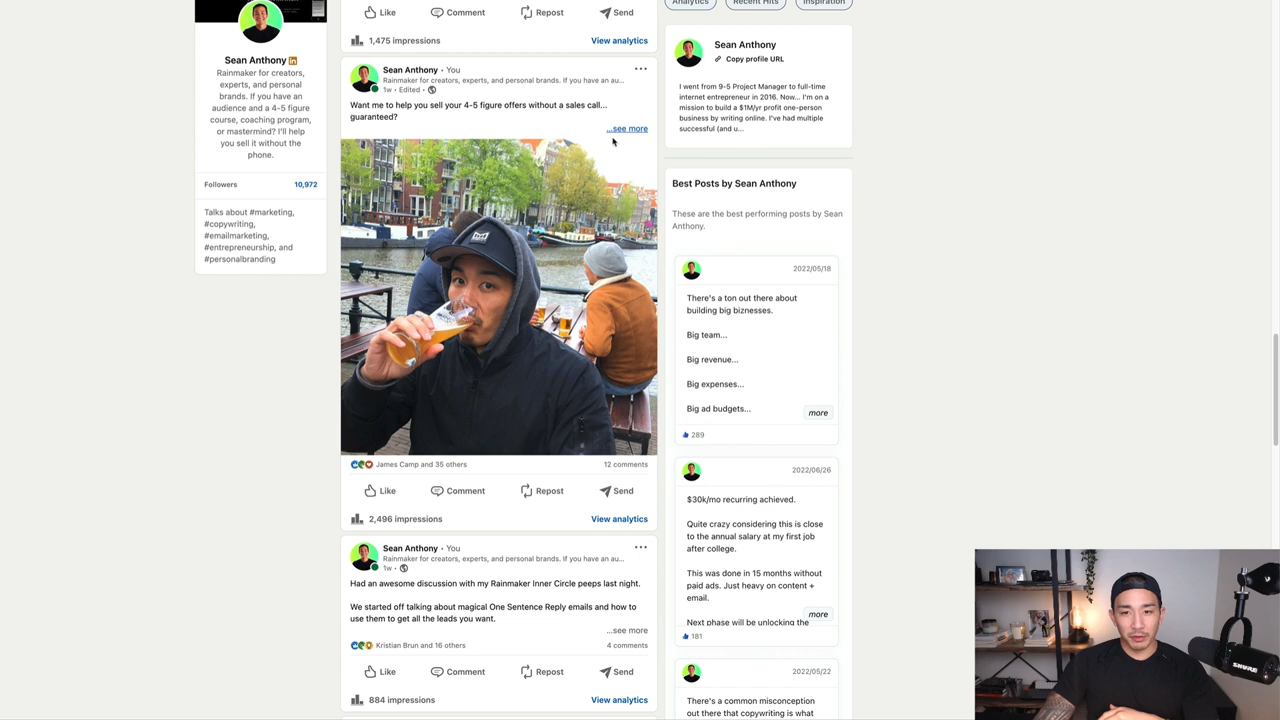 Sean Anthony
Rainmaker for creators,
experts, and personal
brands. If you have an
audience and a 4-5 figure
course, coaching program,
or mastermind? I'll help
you sell it without the
phone.
Followers 10,972
Talks about #marketing,
#copywriting,
#emailmarketing,
#entrepreneurship, and
#personalbranding
Like Comment Repost Send
1,475 impressions View analytics
Sean Anthony • You
Rainmaker for creators, experts, and personal brands. If you have an au...
1w • Edited •
Want me to help you sell your 4-5 figure offers without a sales call...
guaranteed?
...see more
James Camp and 35 others 12 comments
Like Comment Repost Send
2,496 impressions View analytics
Sean Anthony • You
Rainmaker for creators, experts, and personal brands. If you have an au...
1w •
Had an awesome discussion with my Rainmaker Inner Circle peeps last night.
We started off talking about magical One Sentence Reply emails and how to
use them to get all the leads you want.
...see more
Kristian Brun and 16 others 4 comments
Like Comment Repost Send
884 impressions View analytics
Analytics Recent Hits Inspiration
Sean Anthony
Copy profile URL
I went from 9-5 Project Manager to full-time
internet entrepreneur in 2016. Now... I'm on a
mission to build a $1M/yr profit one-person
business by writing online. I've had multiple
successful (and u...
Best Posts by Sean Anthony
These are the best performing posts by Sean
Anthony.
2022/05/18
There's a ton out there about
building big biznesses.
Big team...
Big revenue...
Big expenses...
Big ad budgets...
more
289
2022/06/26
$30k/mo recurring achieved.
Quite crazy considering this is close
to the annual salary at my first job
after college.
This was done in 15 months without
paid ads. Just heavy on content +
email.
more
Next phase will be unlocking the
181
2022/05/22
There's a common misconception
out there that copywriting is what
SHURE